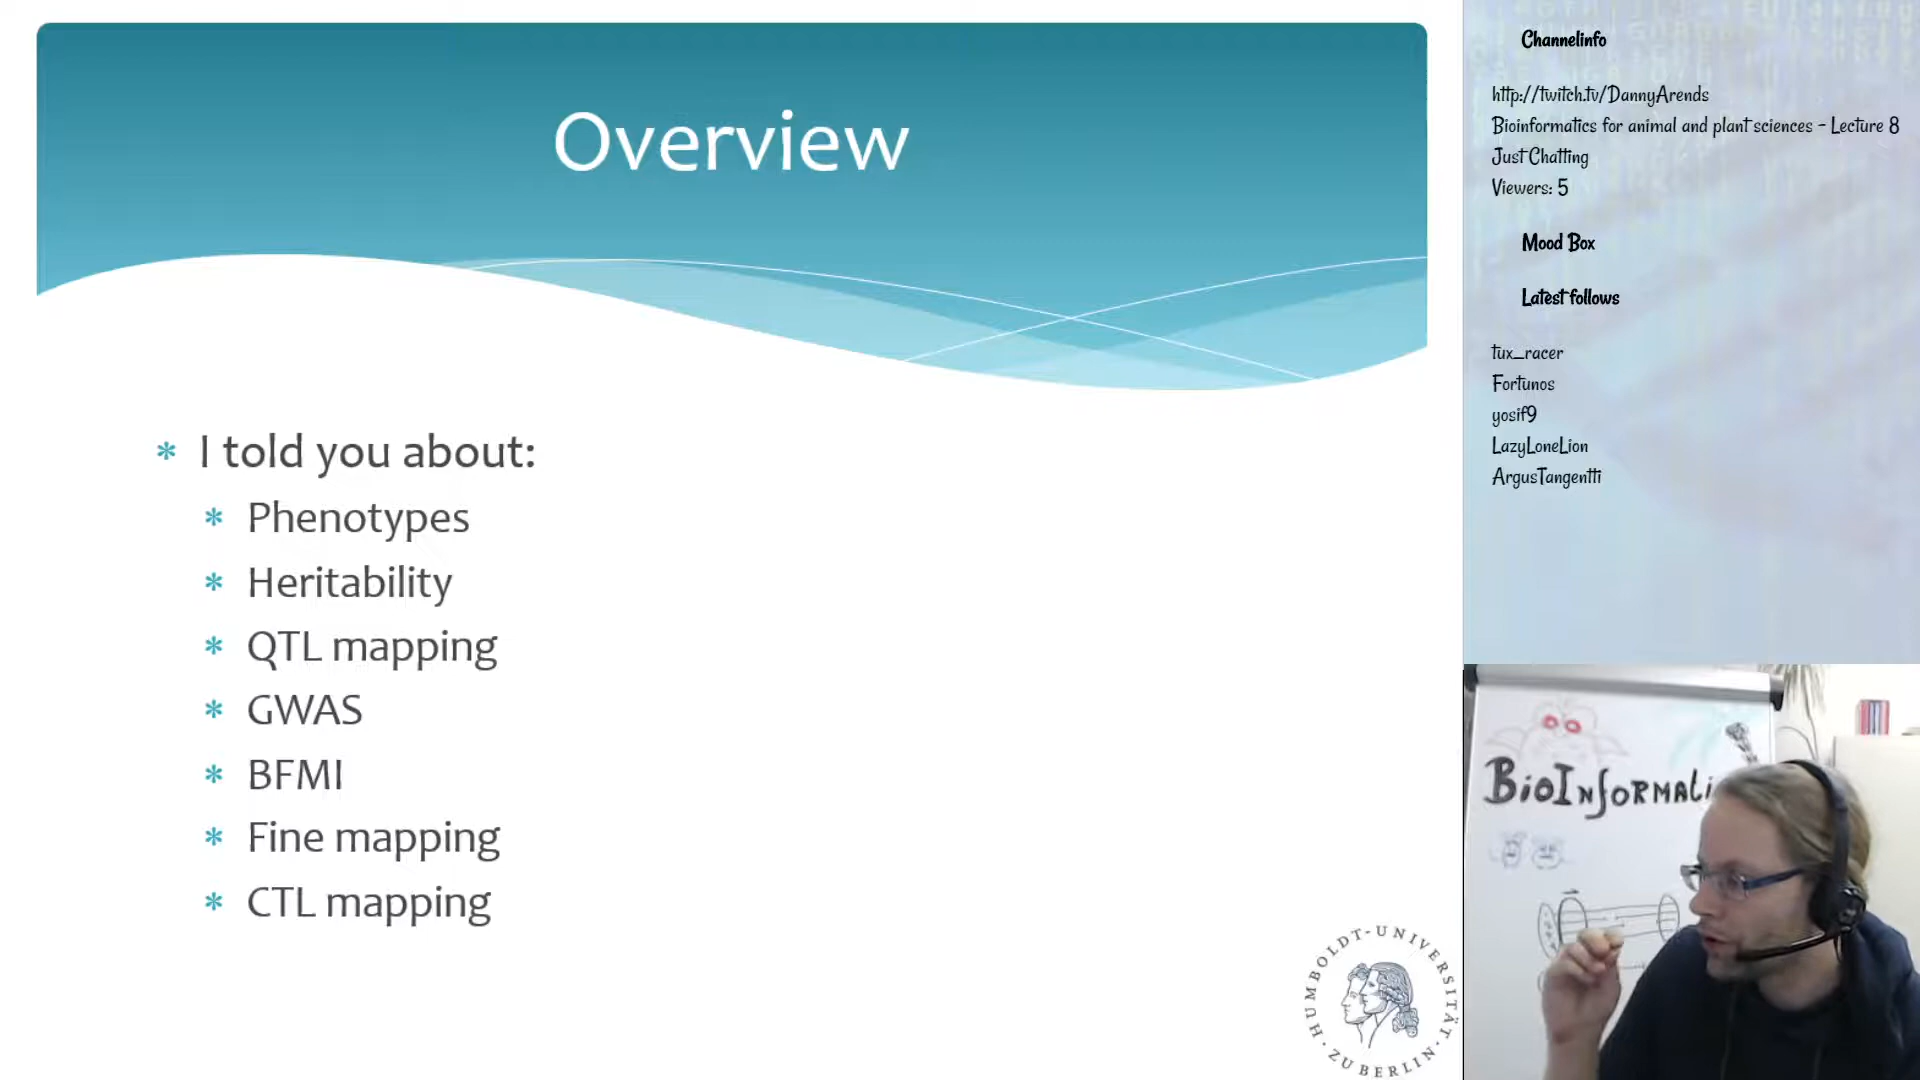 Overview
* I told you about:
* Phenotypes
* Heritability
* QTL mapping
* GWAS
* BFMI
* Fine mapping
* CTL mapping
HUMBOLDT-UNIVERSITÄT
· ZU BERLIN ·
Channelinfo
http://twitch.tv/DannyArends
Bioinformatics for animal and plant sciences - Lecture 8
Just Chatting
Viewers: 5
Mood Box
Latest follows
tux_racer
Fortunos
yosif9
LazyLoneLion
ArgusTangentti
BioInformati